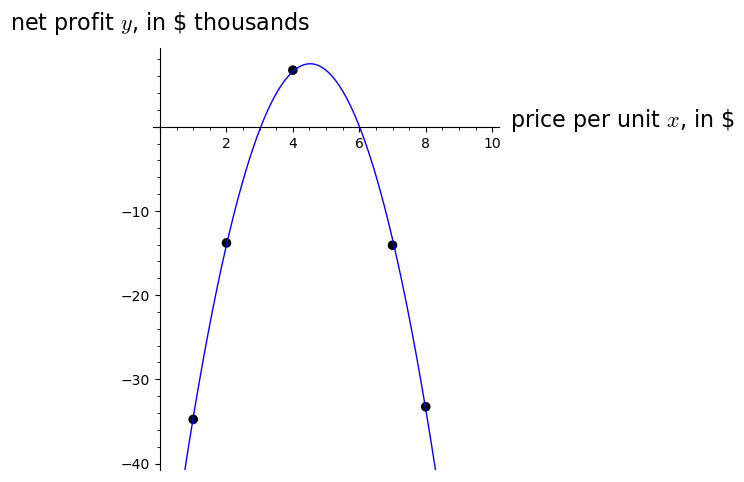 net profit y, in $ thousands
price per unit x, in $
2 4 6 8 10
−10
−20
−30
−40